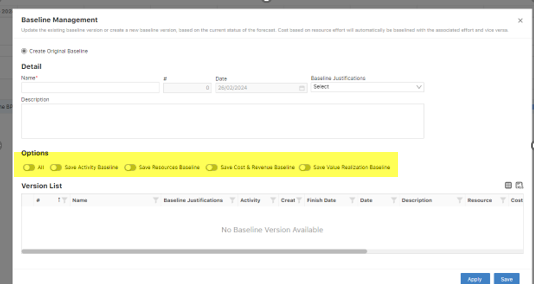 Baseline Management
Update the existing baseline version or create a new baseline version, based on the current status of the forecast. Cost based on resource effort will automatically be baselined with the associated effort and vice versa.
Create Original Baseline
Detail
Name* # Date Baseline Justifications
0 26/02/2024 Select
Description
Options
All Save Activity Baseline Save Resources Baseline Save Cost & Revenue Baseline Save Value Realization Baseline
Version List
# Name Baseline Justifications Activity Creat Finish Date Date Description Resource Cost
No Baseline Version Available
Apply Save